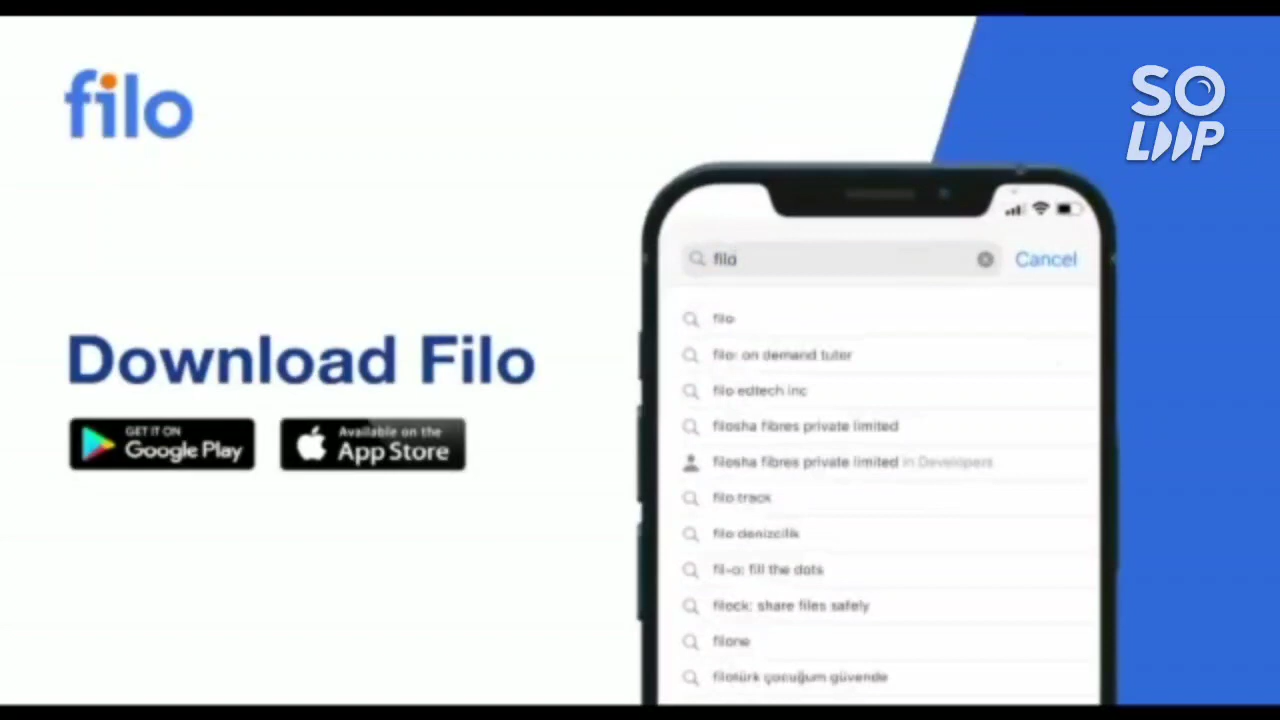 filo
SO
LOOP
Download Filo
GET IT ON
Google Play
Available on the
App Store
filo
Cancel
filo
filo: on demand tutor
filo edtech inc
filosha fibres private limited
filosha fibres private limited in Developers
filo track
filo denizcilik
fil-o: fill the dots
filock: share files safely
filone
filotürk çocuğum güvende